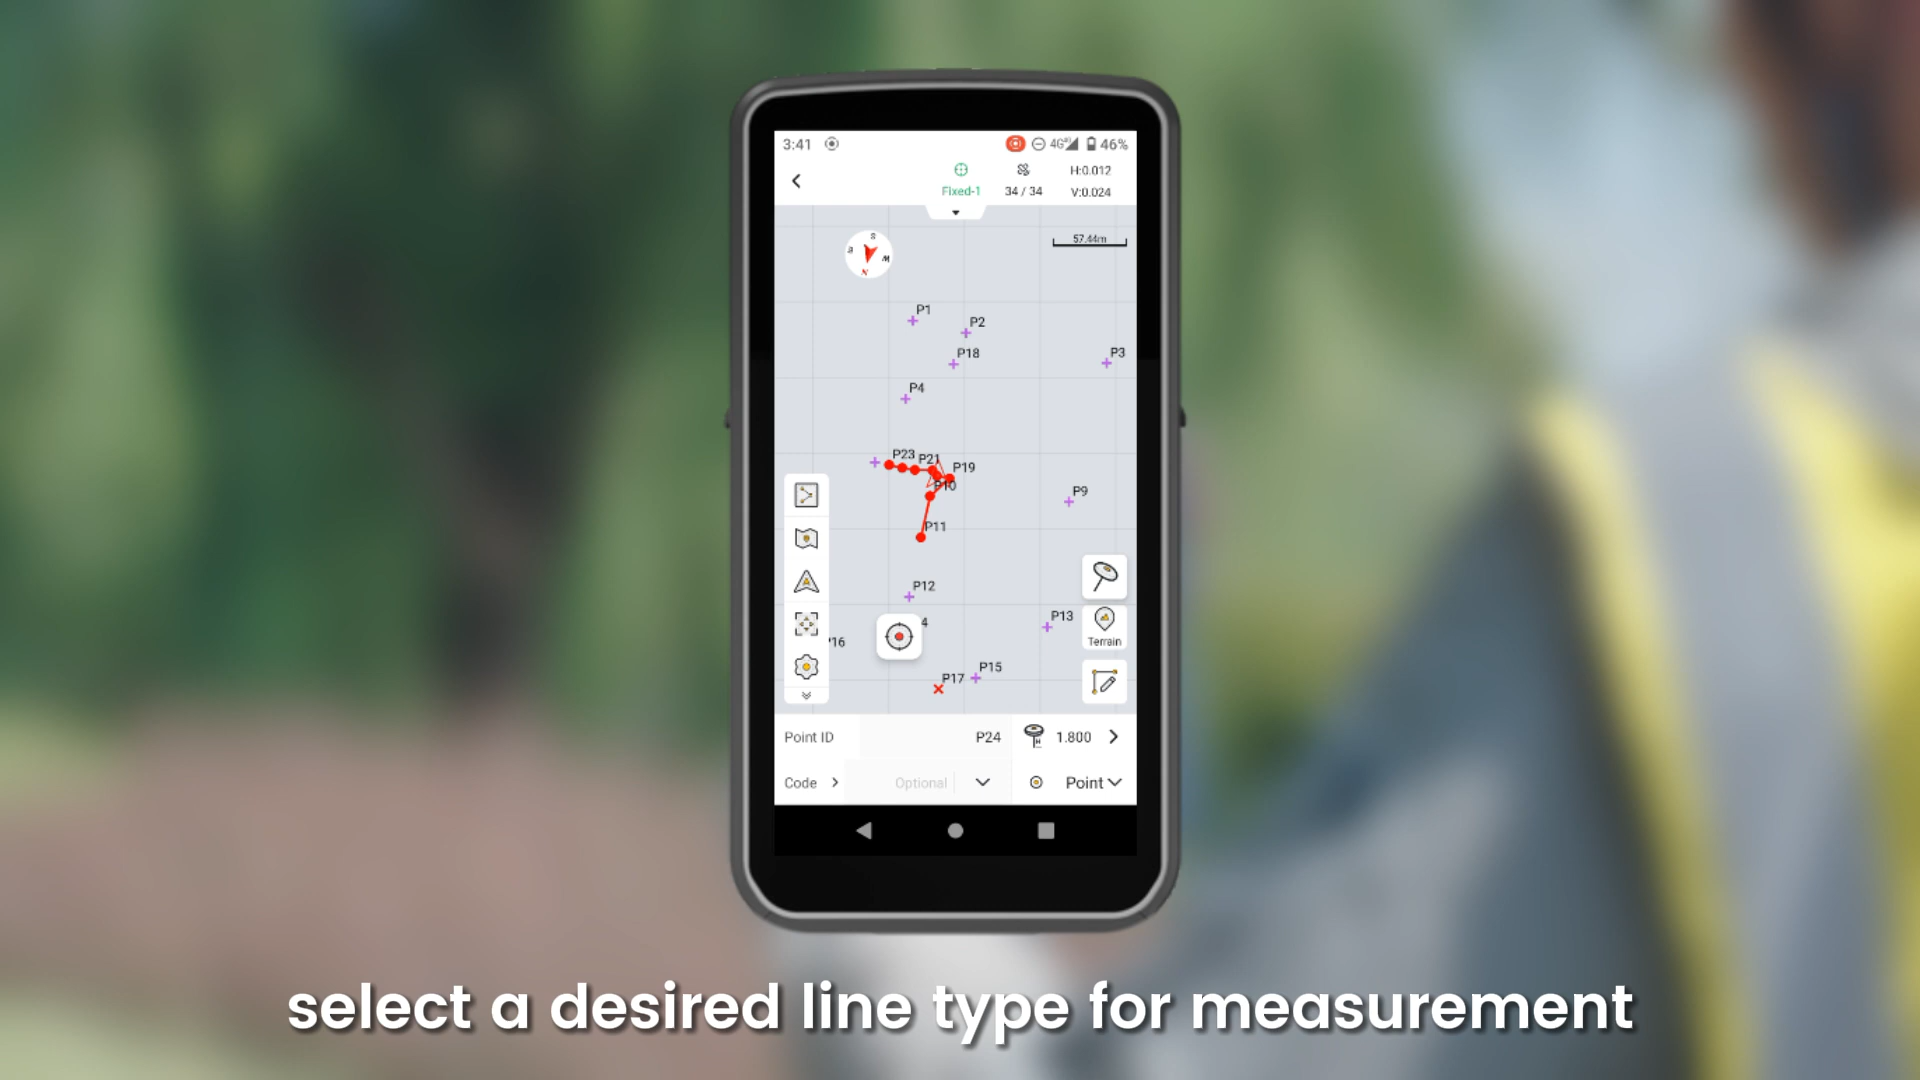 3:41
4G
46%
Fixed-1
34 / 34
H:0.012
V:0.024
57.44m
S
W
N
P1
P2
P18
P3
P4
P23
P21
P19
P10
P9
P11
P12
P13
4
P16
Terrain
P15
P17
Point ID
P24
1.800
Code
Optional
Point
select a desired line type for measurement